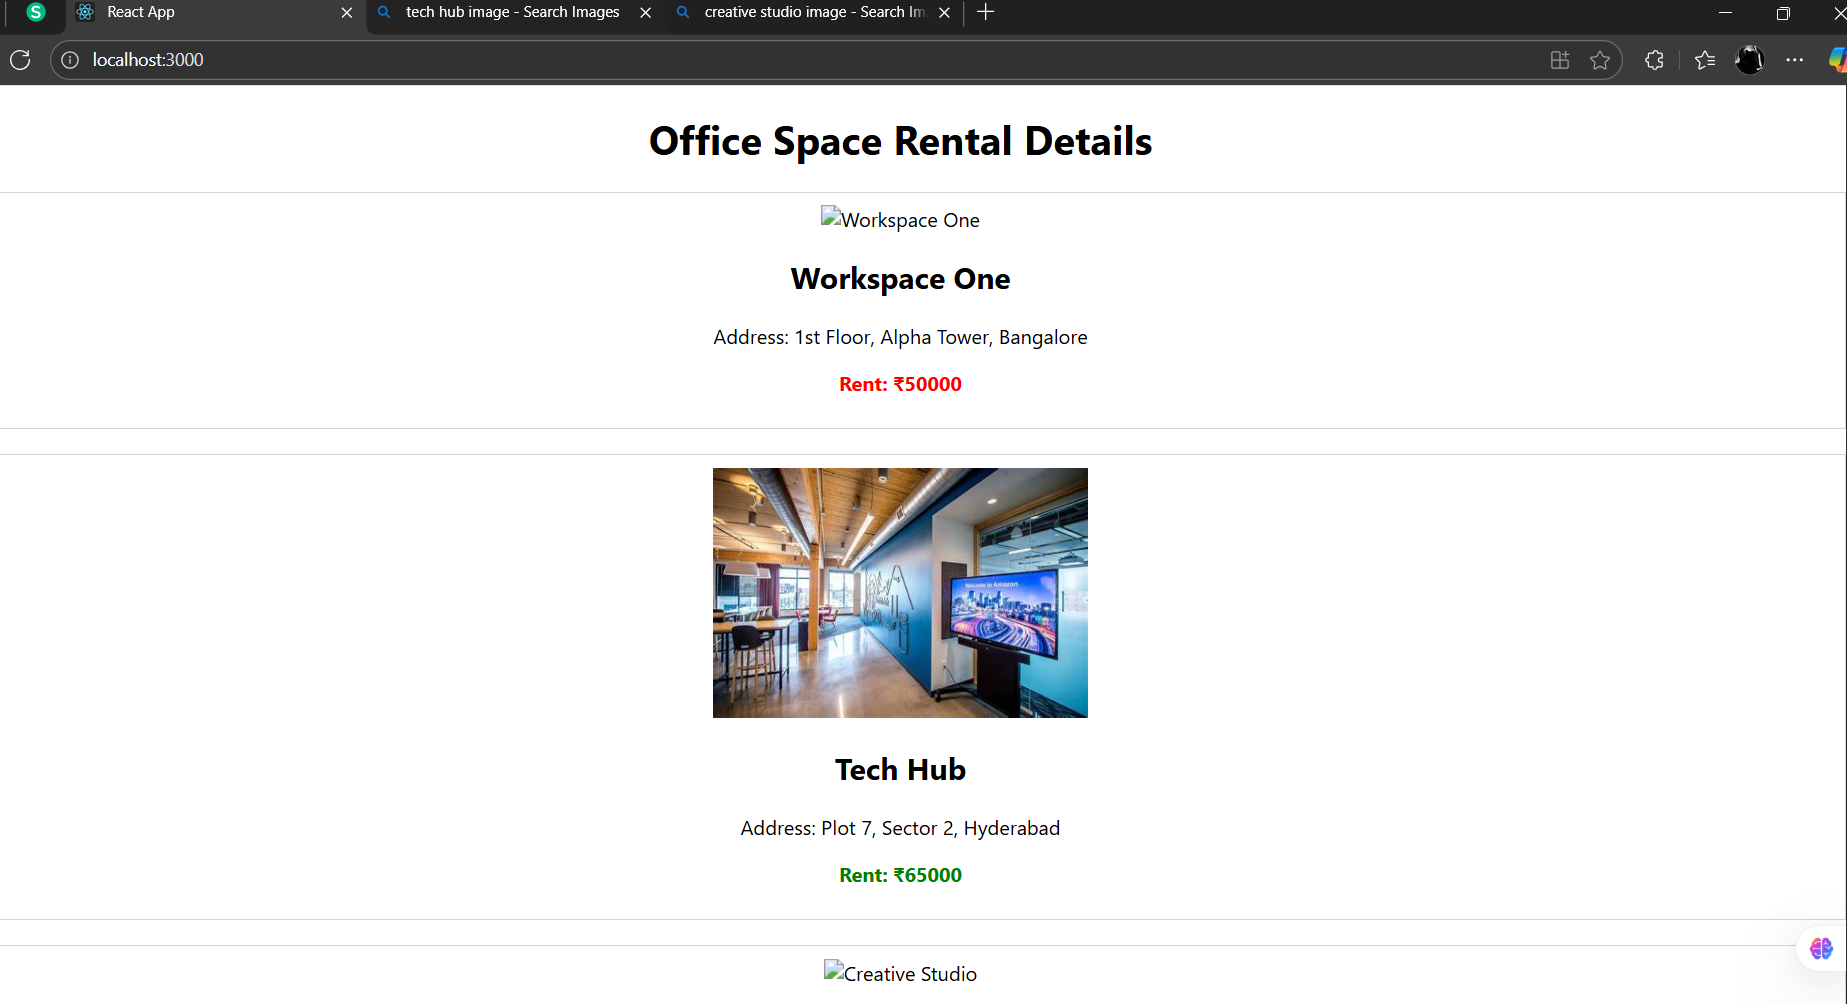 S
React App
tech hub image - Search Images
creative studio image - Search Im
localhost:3000
Office Space Rental Details
Workspace One
Workspace One
Address: 1st Floor, Alpha Tower, Bangalore
Rent: ₹50000
Welcome to Amazon
Tech Hub
Address: Plot 7, Sector 2, Hyderabad
Rent: ₹65000
Creative Studio